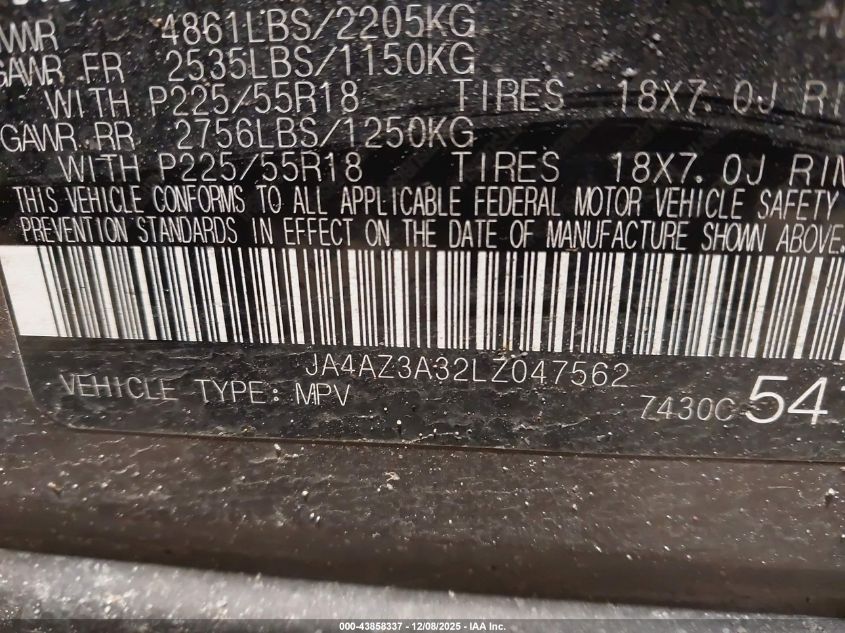 4861LBS/2205KG
GAWR FR 2535LBS/1150KG
WITH P225/55R18 TIRES 18X7.0J
GAWR RR 2756LBS/1250KG
WITH P225/55R18 TIRES 18X7.0J
THIS VEHICLE CONFORMS TO ALL APPLICABLE FEDERAL MOTOR VEHICLE SAFETY
PREVENTION STANDARDS IN EFFECT ON THE DATE OF MANUFACTURE SHOWN ABOVE.
JA4AZ3A32LZ047562
VEHICLE TYPE: MPV
7430C 54
000-43858337 - 12/08/2025 - IAA Inc.